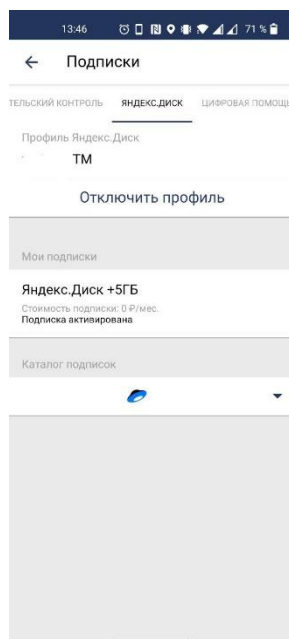 13:46 71 %
Подписки
ТЕЛЬСКИЙ КОНТРОЛЬ ЯНДЕКС.ДИСК ЦИФРОВАЯ ПОМОЩЬ
Профиль Яндекс.Диск
ТМ
Отключить профиль
Мои подписки
Яндекс.Диск +5ГБ
Стоимость подписки: 0 ₽/мес.
Подписка активирована
Каталог подписок